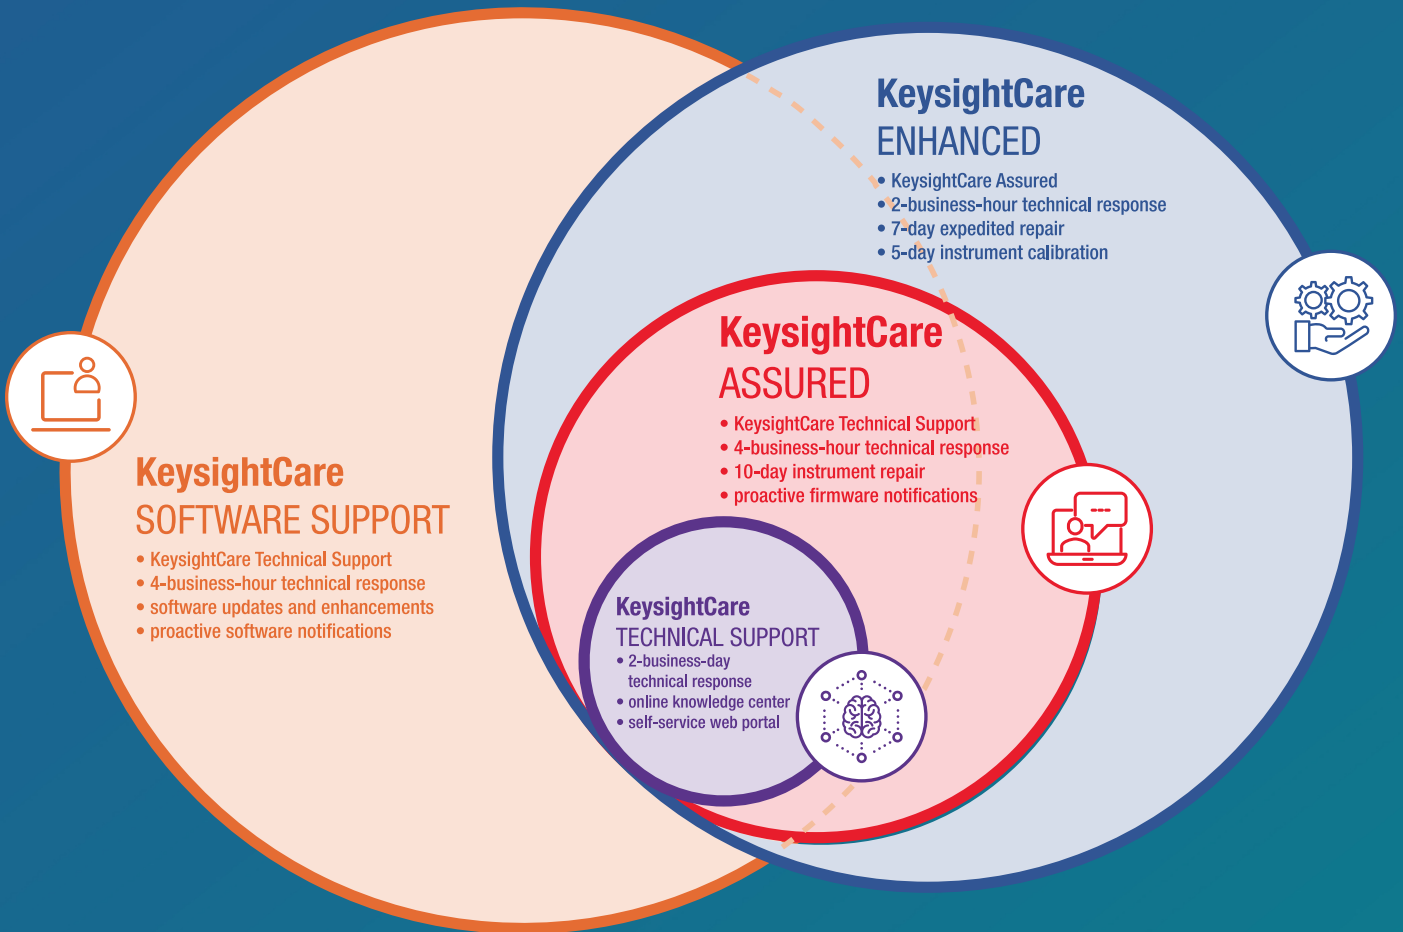 KeysightCare
ENHANCED
• KeysightCare Assured
• 2-business-hour technical response
• 7-day expedited repair
• 5-day instrument calibration
KeysightCare
ASSURED
• KeysightCare Technical Support
• 4-business-hour technical response
• 10-day instrument repair
• proactive firmware notifications
KeysightCare
SOFTWARE SUPPORT
• KeysightCare Technical Support
• 4-business-hour technical response
• software updates and enhancements
• proactive software notifications
KeysightCare
TECHNICAL SUPPORT
• 2-business-day
technical response
• online knowledge center
• self-service web portal